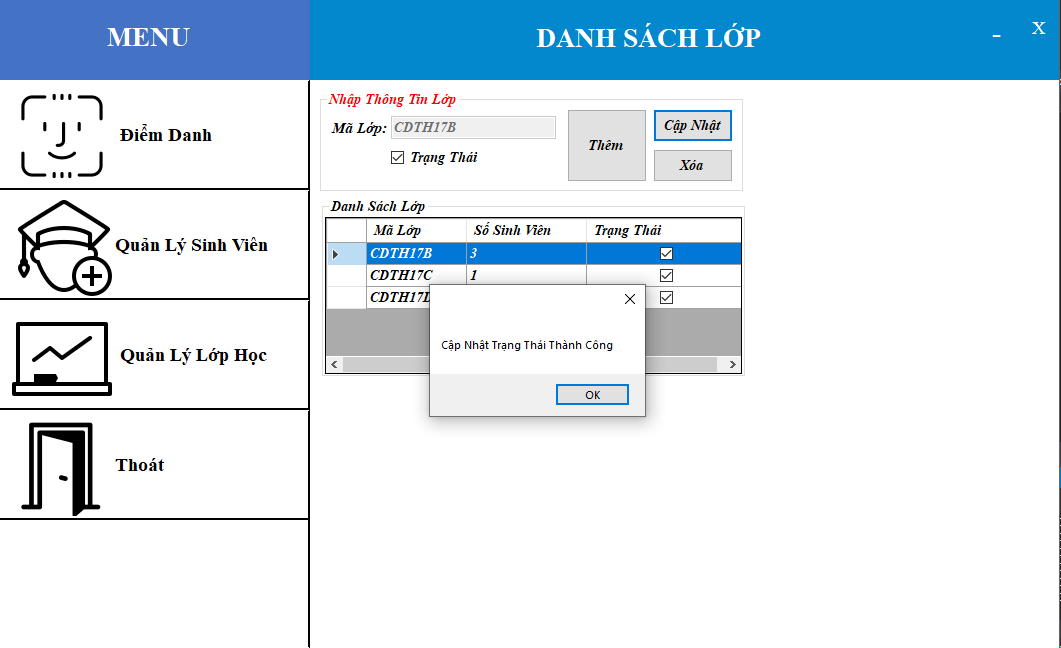 MENU
DANH SÁCH LỚP
-
X
Điểm Danh
Quản Lý Sinh Viên
Quản Lý Lớp Học
Thoát
Nhập Thông Tin Lớp
Mã Lớp: CDTH17B
Trạng Thái
Thêm
Cập Nhật
Xóa
Danh Sách Lớp
Mã Lớp Số Sinh Viên Trạng Thái
CDTH17B 3
CDTH17C 1
Cập Nhật Trạng Thái Thành Công
OK